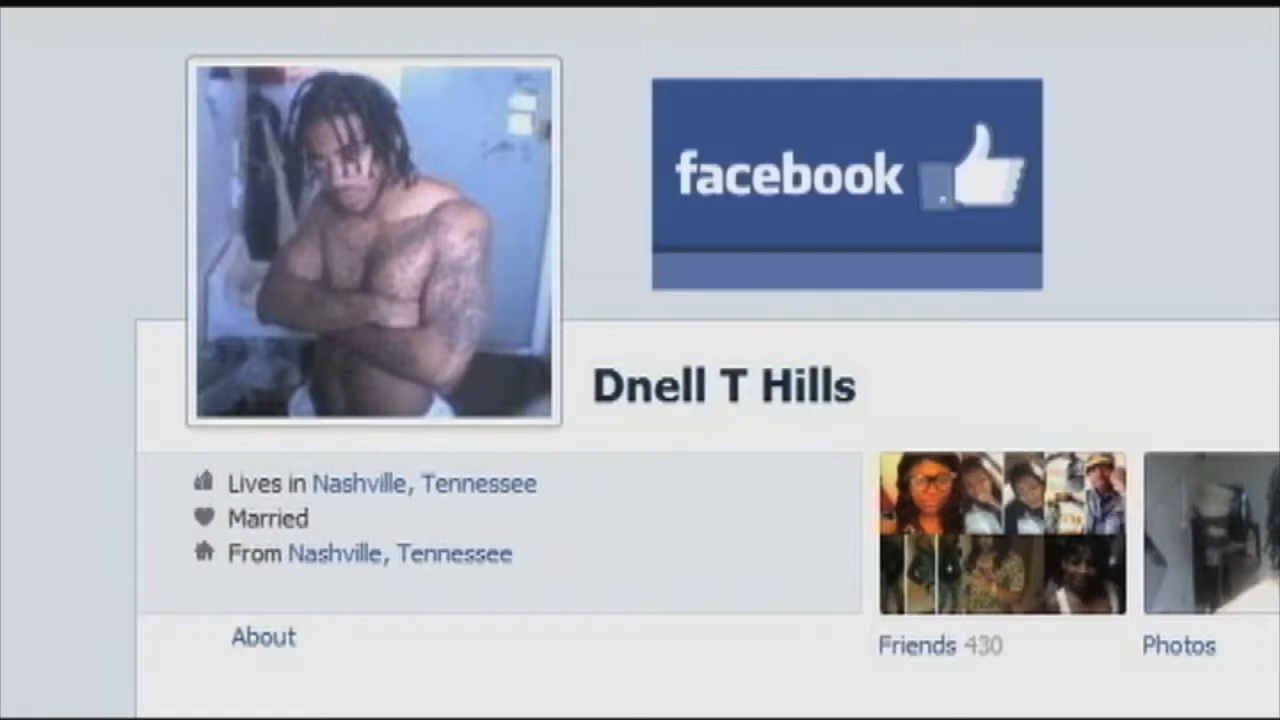 facebook
Dnell T Hills
Lives in Nashville, Tennessee
Married
From Nashville, Tennessee
About
Friends 430
Photos